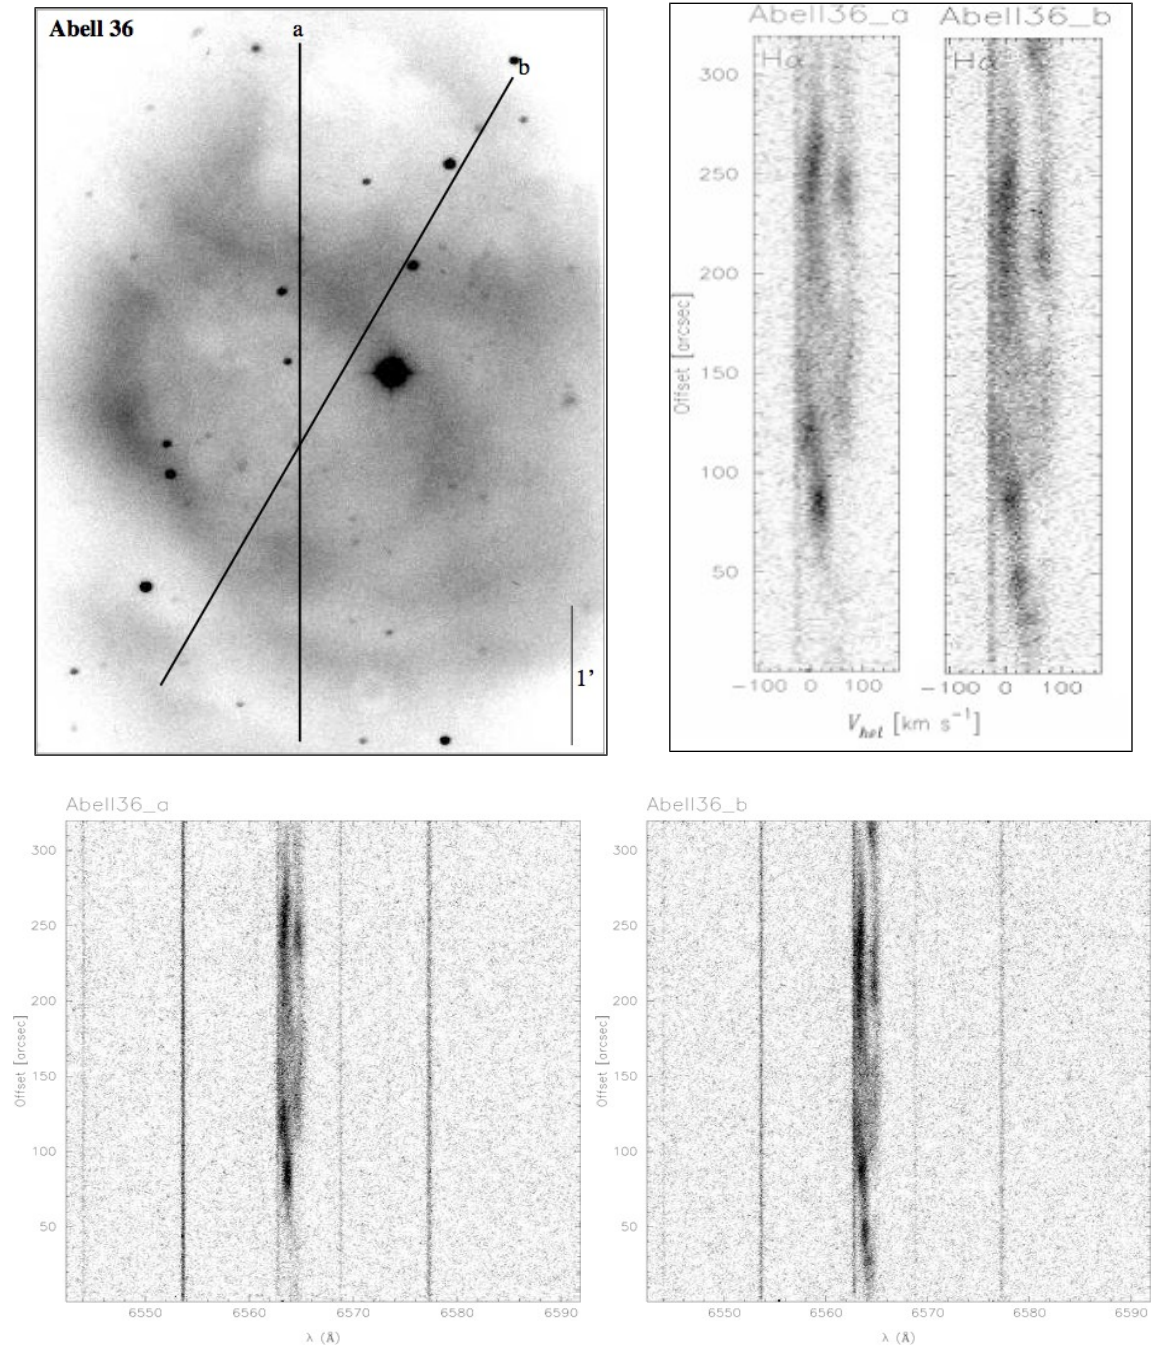 Abell 36
a
b
1'
Abell36_a Abell36_b
Hα Hα
300
250
200
150
100
50
Offset [arcsec]
−100 0 100 −100 0 100
V_hel [km s⁻¹]
Abell36_a
300
250
200
150
100
50
Offset [arcsec]
6550 6560 6570 6580 6590
λ (Å)
Abell36_b
300
250
200
150
100
50
Offset [arcsec]
6550 6560 6570 6580 6590
λ (Å)